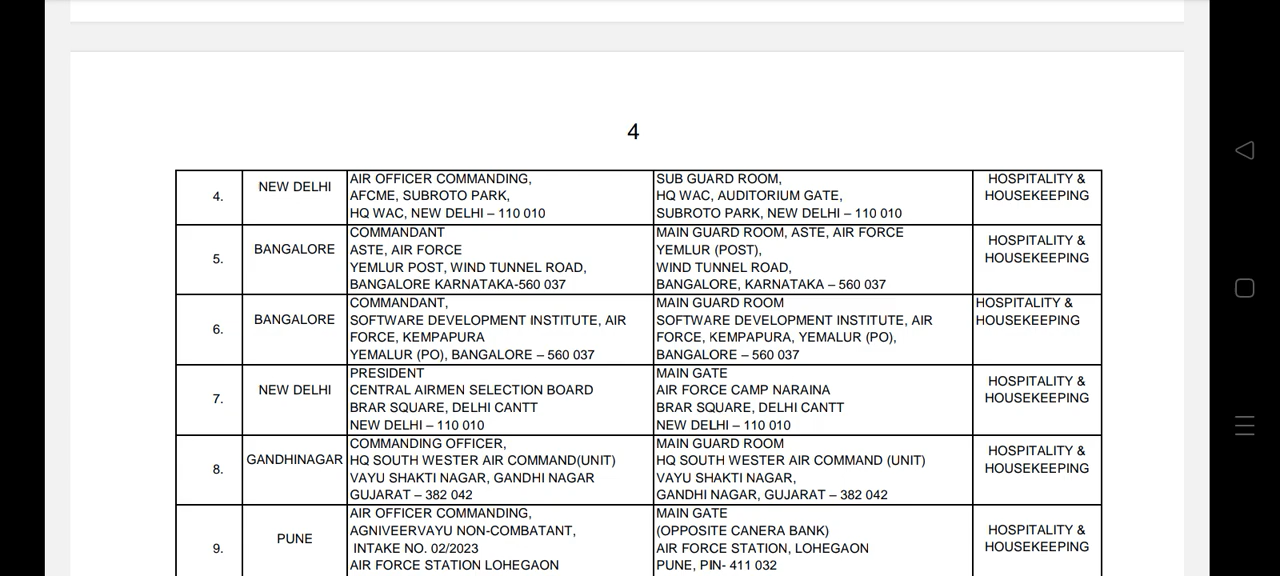 4
4.
NEW DELHI
AIR OFFICER COMMANDING,
AFCME, SUBROTO PARK,
HQ WAC, NEW DELHI – 110 010
SUB GUARD ROOM,
HQ WAC, AUDITORIUM GATE,
SUBROTO PARK, NEW DELHI – 110 010
HOSPITALITY &
HOUSEKEEPING
5.
BANGALORE
COMMANDANT
ASTE, AIR FORCE
YEMLUR POST, WIND TUNNEL ROAD,
BANGALORE KARNATAKA-560 037
MAIN GUARD ROOM, ASTE, AIR FORCE
YEMLUR (POST),
WIND TUNNEL ROAD,
BANGALORE, KARNATAKA – 560 037
HOSPITALITY &
HOUSEKEEPING
6.
BANGALORE
COMMANDANT,
SOFTWARE DEVELOPMENT INSTITUTE, AIR
FORCE, KEMPAPURA
YEMALUR (PO), BANGALORE – 560 037
MAIN GUARD ROOM
SOFTWARE DEVELOPMENT INSTITUTE, AIR
FORCE, KEMPAPURA, YEMALUR (PO),
BANGALORE – 560 037
HOSPITALITY &
HOUSEKEEPING
7.
NEW DELHI
PRESIDENT
CENTRAL AIRMEN SELECTION BOARD
BRAR SQUARE, DELHI CANTT
NEW DELHI – 110 010
MAIN GATE
AIR FORCE CAMP NARAINA
BRAR SQUARE, DELHI CANTT
NEW DELHI – 110 010
HOSPITALITY &
HOUSEKEEPING
8.
GANDHINAGAR
COMMANDING OFFICER,
HQ SOUTH WESTER AIR COMMAND(UNIT)
VAYU SHAKTI NAGAR, GANDHI NAGAR
GUJARAT – 382 042
MAIN GUARD ROOM
HQ SOUTH WESTER AIR COMMAND (UNIT)
VAYU SHAKTI NAGAR,
GANDHI NAGAR, GUJARAT – 382 042
HOSPITALITY &
HOUSEKEEPING
9.
PUNE
AIR OFFICER COMMANDING,
AGNIVEERVAYU NON-COMBATANT,
INTAKE NO. 02/2023
AIR FORCE STATION LOHEGAON
MAIN GATE
(OPPOSITE CANERA BANK)
AIR FORCE STATION, LOHEGAON
PUNE, PIN- 411 032
HOSPITALITY &
HOUSEKEEPING